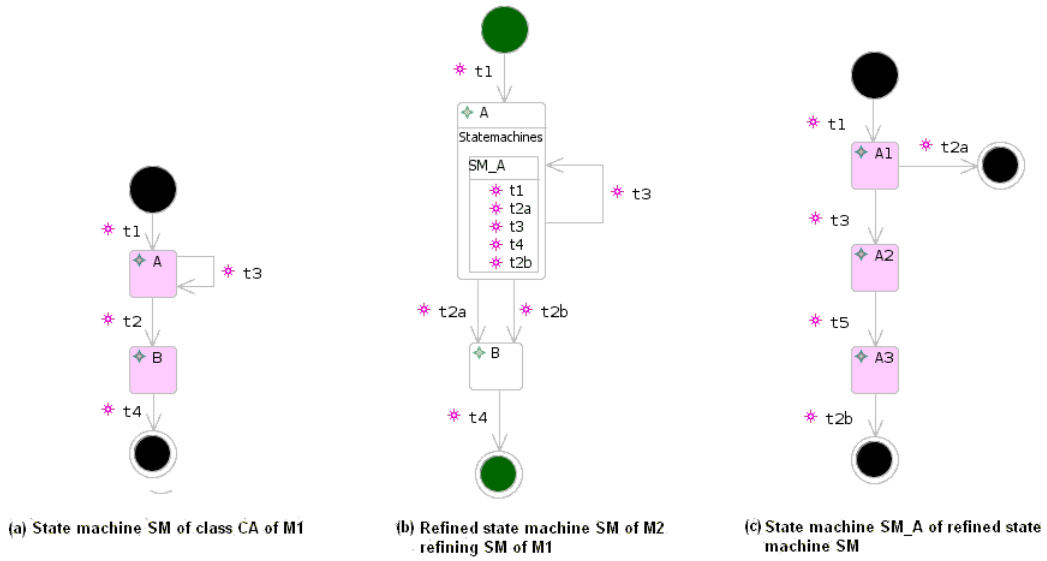 t1
A
t3
t2
B
t4
(a) State machine SM of class CA of M1
t1
A
Statemachines
SM_A
t1
t2a
t3
t4
t2b
t3
t2a
t2b
B
t4
(b) Refined state machine SM of M2
refining SM of M1
t1
A1
t2a
t3
A2
t5
A3
t2b
(c) State machine SM_A of refined state
machine SM